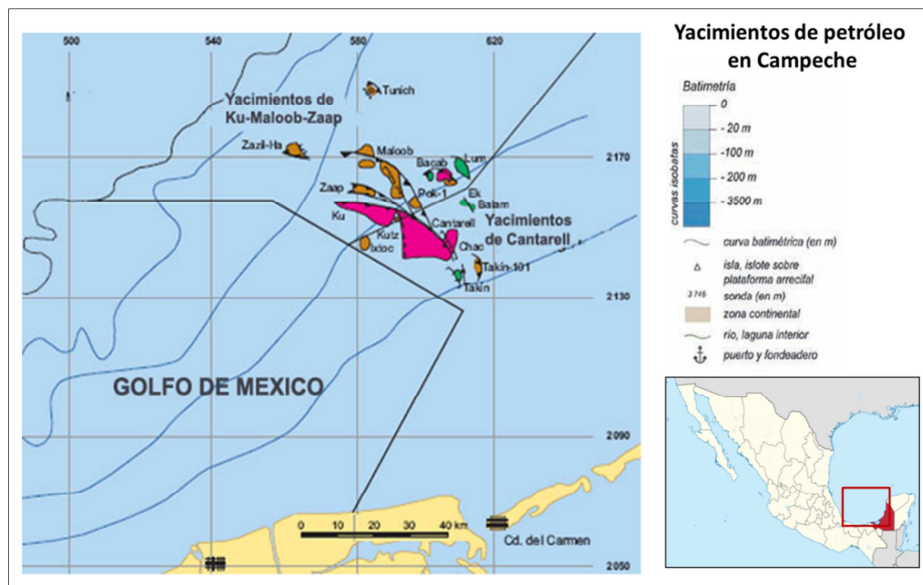 Yacimientos de petróleo
en Campeche
500
540
580
620
Tunich
Yacimientos de
Ku-Maloob-Zaap
Zazil-Ha
Maloob
Bacab
Lum
2170
Zaap
Pok-1
Ek
Balam
Ku
Cantarell
Yacimientos
de Cantarell
Kutz
Ixtoc
Chac
Takin-101
Takin
2130
GOLFO DE MEXICO
2090
0 10 20 30 40 km
Cd. del Carmen
2050
Batimetría
curvas isobatas
0
- 20 m
- 100 m
- 200 m
- 3500 m
curva batimétrica (en m)
isla, islote sobre
plataforma arrecifal
3 748 sonda (en m)
zona continental
río, laguna interior
puerto y fondeadero